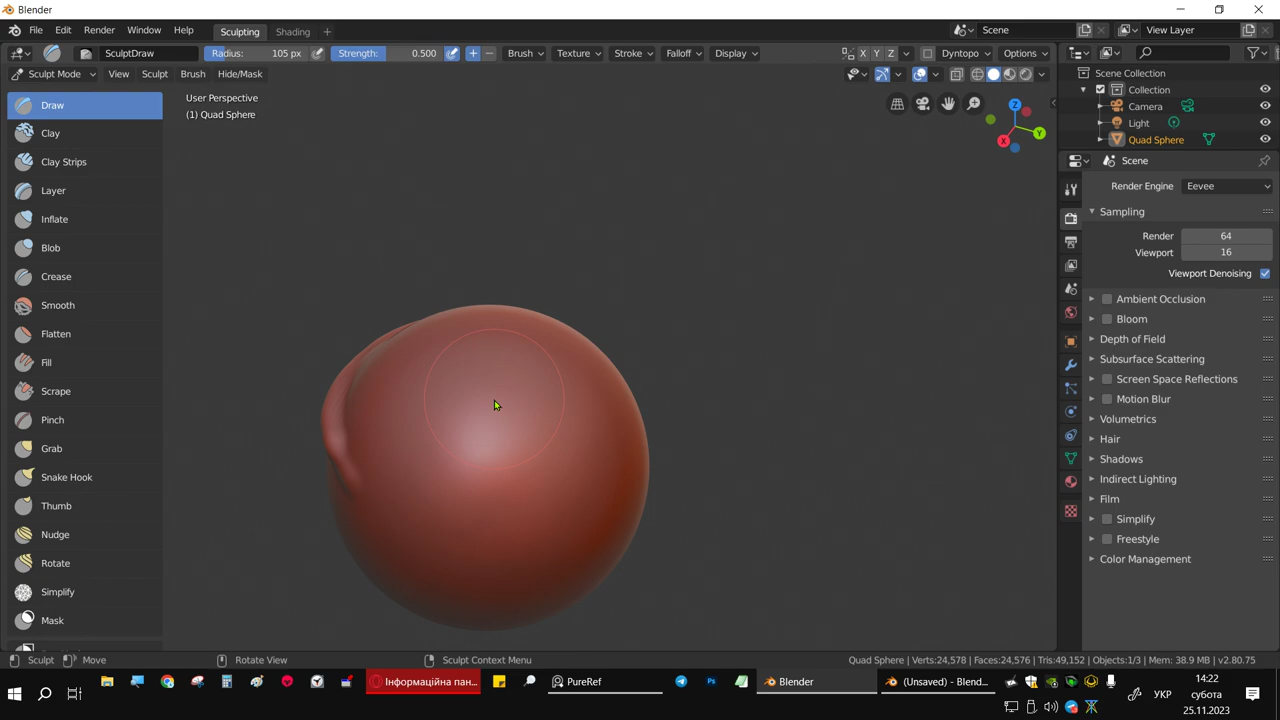 Blender
File Edit Render Window Help Sculpting Shading + Scene View Layer
SculptDraw Radius: 105 px Strength: 0.500 + − Brush Texture Stroke Falloff Display X Y Z Dyntopo Options
Sculpt Mode View Sculpt Brush Hide/Mask
Scene Collection
Collection
Camera
Light
Quad Sphere
User Perspective
(1) Quad Sphere
Z
Y
X
Draw
Clay
Clay Strips
Layer
Inflate
Blob
Crease
Smooth
Flatten
Fill
Scrape
Pinch
Grab
Snake Hook
Thumb
Nudge
Rotate
Simplify
Mask
Scene
Render Engine Eevee
Sampling
Render 64
Viewport 16
Viewport Denoising
Ambient Occlusion
Bloom
Depth of Field
Subsurface Scattering
Screen Space Reflections
Motion Blur
Volumetrics
Hair
Shadows
Indirect Lighting
Film
Simplify
Freestyle
Color Management
Sculpt Move Rotate View Sculpt Context Menu Quad Sphere | Verts:24,578 | Faces:24,576 | Tris:49,152 | Objects:1/3 | Mem: 38.9 MB | v2.80.75
Інформаційна пан... PureRef Blender (Unsaved) - Blend... УКР
14:22
субота
25.11.2023